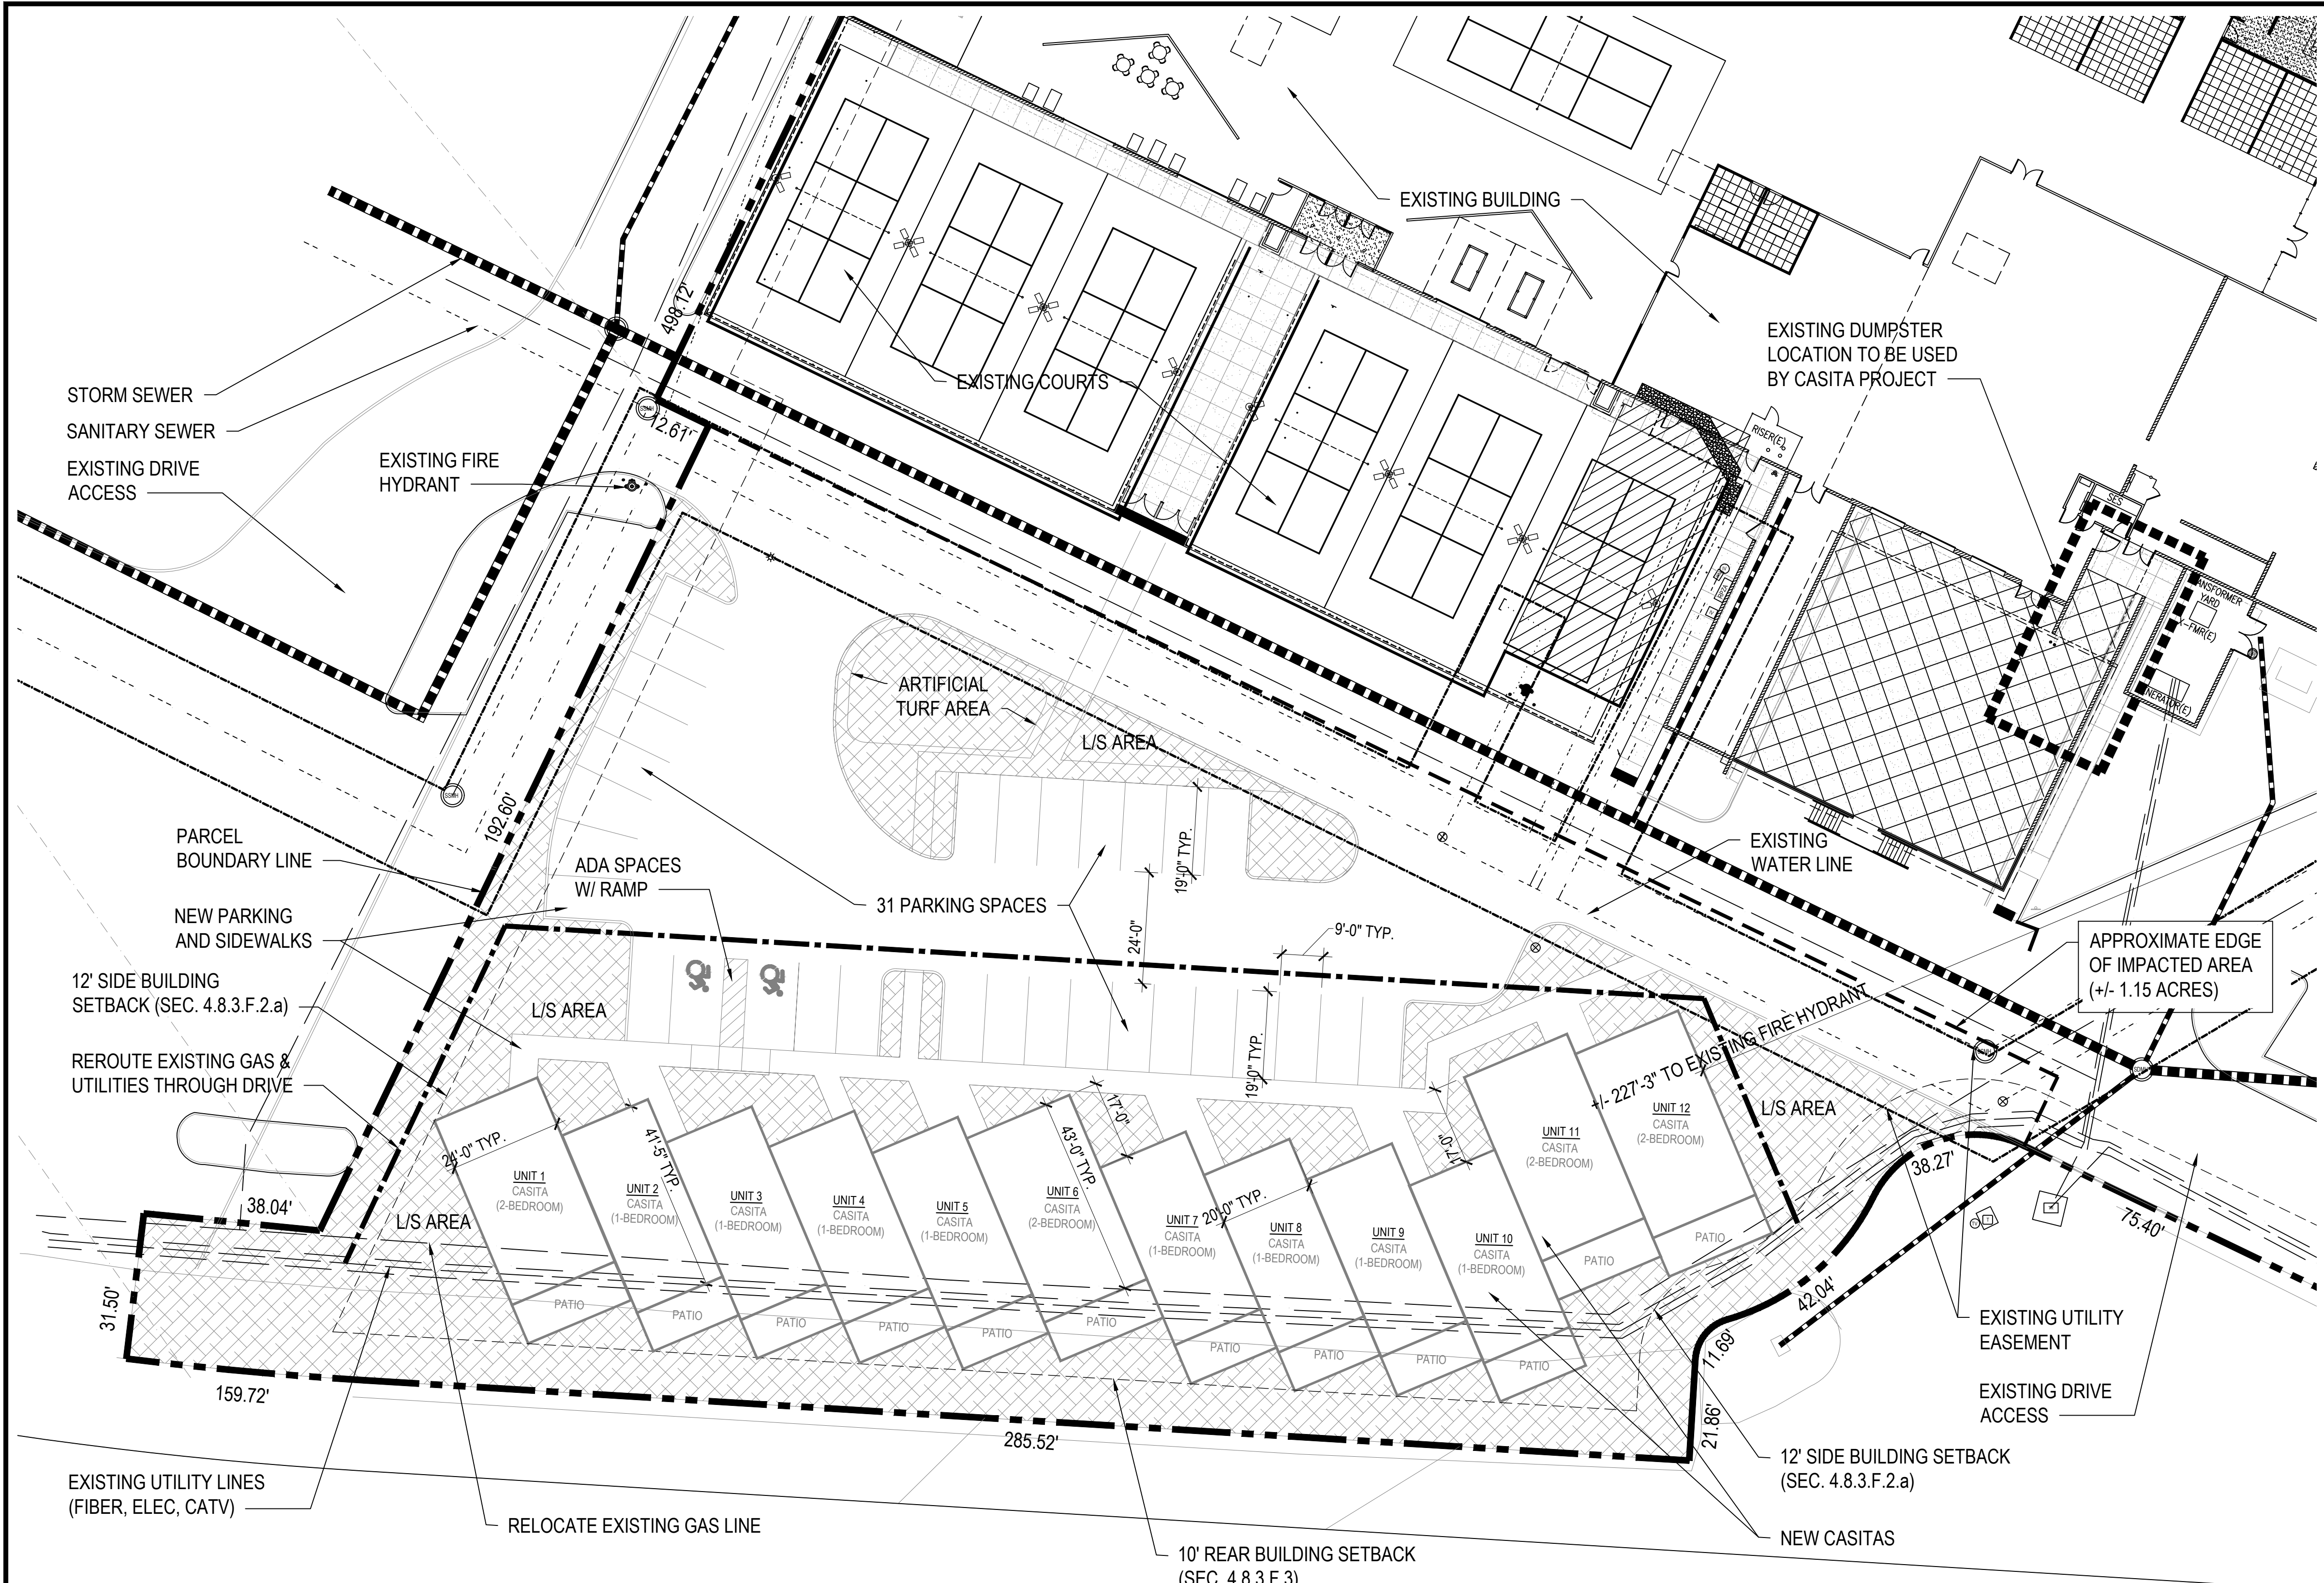 EXISTING BUILDING
498.12'
EXISTING DUMPSTER
LOCATION TO BE USED
BY CASITA PROJECT
STORM SEWER
SANITARY SEWER
EXISTING DRIVE
ACCESS
EXISTING FIRE
HYDRANT
EXISTING COURTS
12.61'
RISER(E)
SES
YARD
ARTIFICIAL
TURF AREA
L/S AREA
SSMH
192.60'
PARCEL
BOUNDARY LINE
ADA SPACES
W/ RAMP
31 PARKING SPACES
19'-0" TYP.
24'-0"
9'-0" TYP.
EXISTING
WATER LINE
NEW PARKING
AND SIDEWALKS
APPROXIMATE EDGE
OF IMPACTED AREA
(+/- 1.15 ACRES)
12' SIDE BUILDING
SETBACK (SEC. 4.8.3.F.2.a)
L/S AREA
REROUTE EXISTING GAS &
UTILITIES THROUGH DRIVE
+/- 227'-3" TO EXISTING FIRE HYDRANT
19'-0" TYP.
17'-0"
17'-0"
24'-0" TYP.
41'-5" TYP.
43'-0" TYP.
20'-0" TYP.
UNIT 1
CASITA
(2-BEDROOM)
UNIT 2
CASITA
(1-BEDROOM)
UNIT 3
CASITA
(1-BEDROOM)
UNIT 4
CASITA
(1-BEDROOM)
UNIT 5
CASITA
(1-BEDROOM)
UNIT 6
CASITA
(2-BEDROOM)
UNIT 7
CASITA
(1-BEDROOM)
UNIT 8
CASITA
(1-BEDROOM)
UNIT 9
CASITA
(1-BEDROOM)
UNIT 10
CASITA
(1-BEDROOM)
UNIT 11
CASITA
(2-BEDROOM)
UNIT 12
CASITA
(2-BEDROOM)
L/S AREA
L/S AREA
PATIO
PATIO
PATIO
PATIO
PATIO
PATIO
PATIO
PATIO
PATIO
PATIO
PATIO
PATIO
38.04'
31.50'
159.72'
285.52'
21.86'
11.69'
42.04'
38.27'
75.40'
EXISTING UTILITY
EASEMENT
EXISTING DRIVE
ACCESS
12' SIDE BUILDING SETBACK
(SEC. 4.8.3.F.2.a)
NEW CASITAS
EXISTING UTILITY LINES
(FIBER, ELEC, CATV)
RELOCATE EXISTING GAS LINE
10' REAR BUILDING SETBACK
(SEC. 4.8.3.F.3)